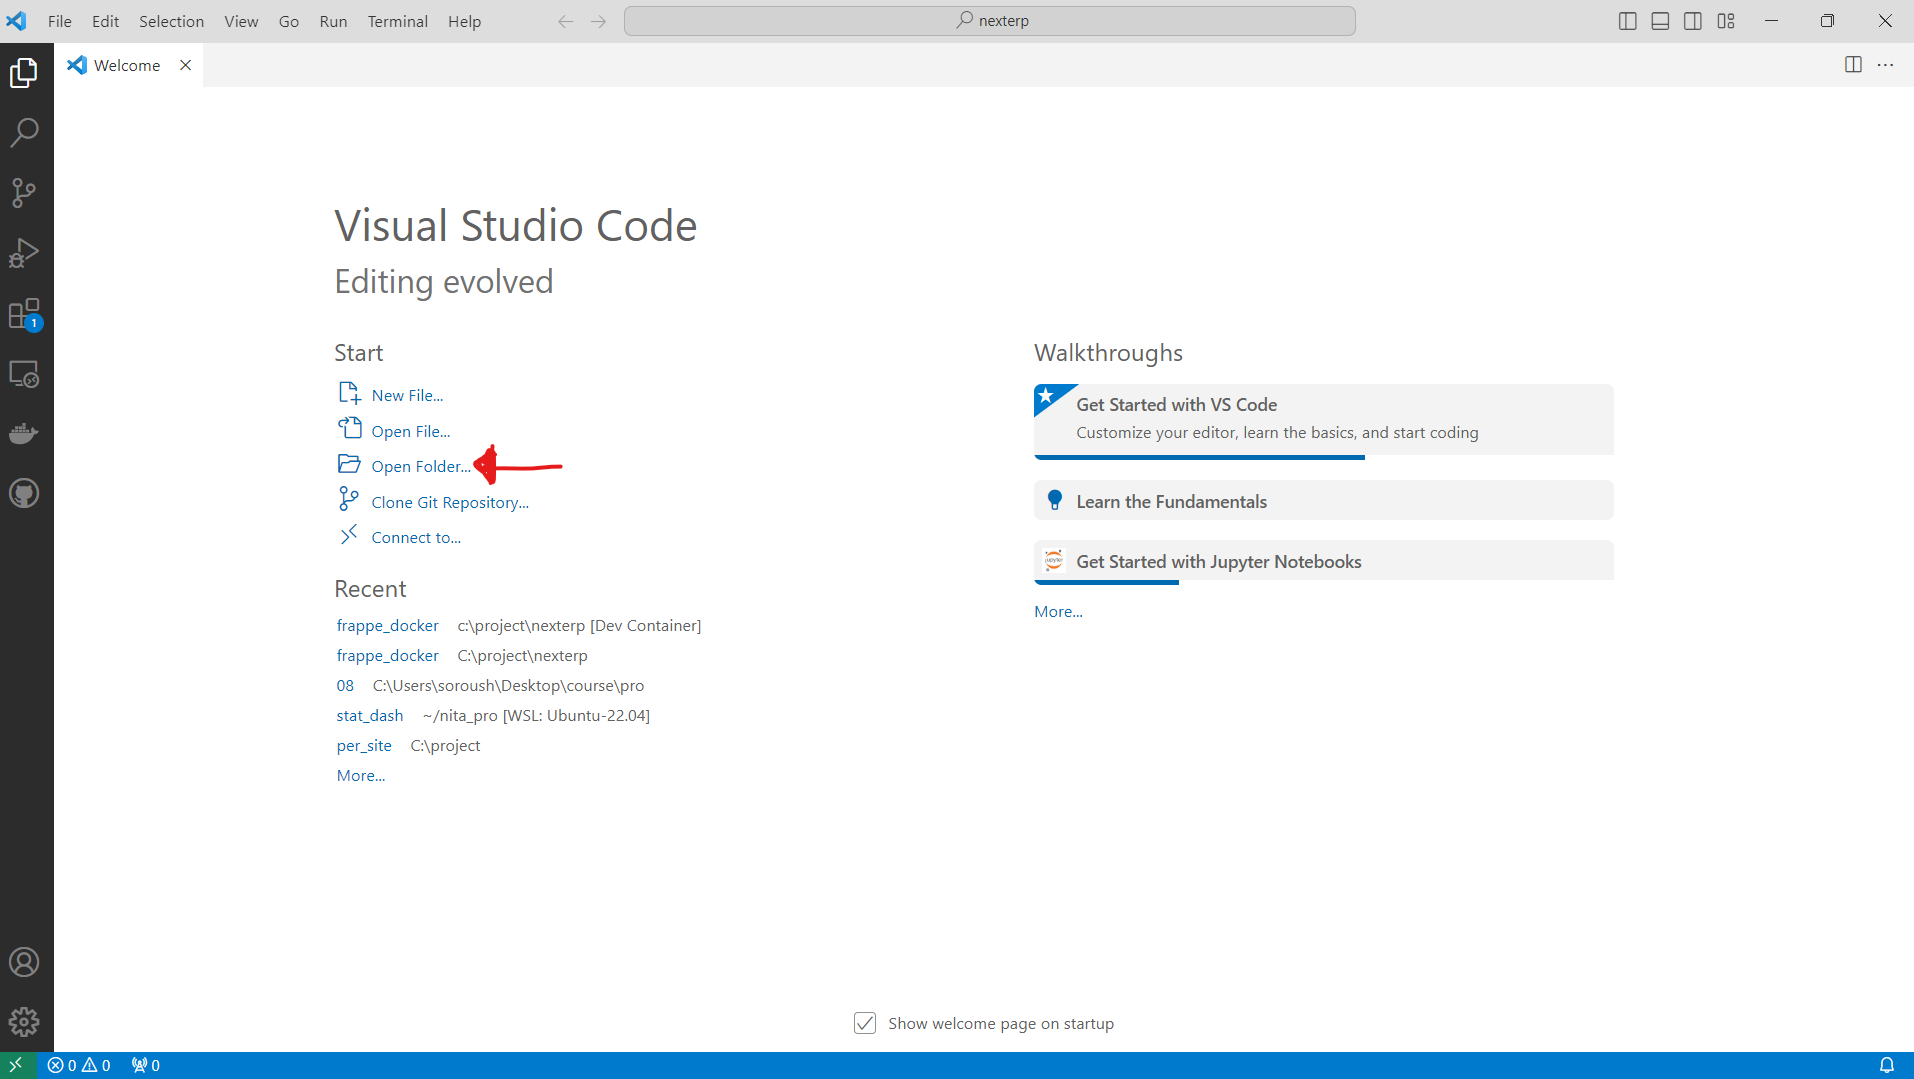 File Edit Selection View Go Run Terminal Help nexterp
Welcome
1
Visual Studio Code
Editing evolved
Start
New File...
Open File...
Open Folder...
Clone Git Repository...
Connect to...
Recent
frappe_docker c:\project\nexterp [Dev Container]
frappe_docker C:\project\nexterp
08 C:\Users\soroush\Desktop\course\pro
stat_dash ~/nita_pro [WSL: Ubuntu-22.04]
per_site C:\project
More...
Walkthroughs
Get Started with VS Code
Customize your editor, learn the basics, and start coding
Learn the Fundamentals
jupyter
Get Started with Jupyter Notebooks
More...
Show welcome page on startup
0 0 0